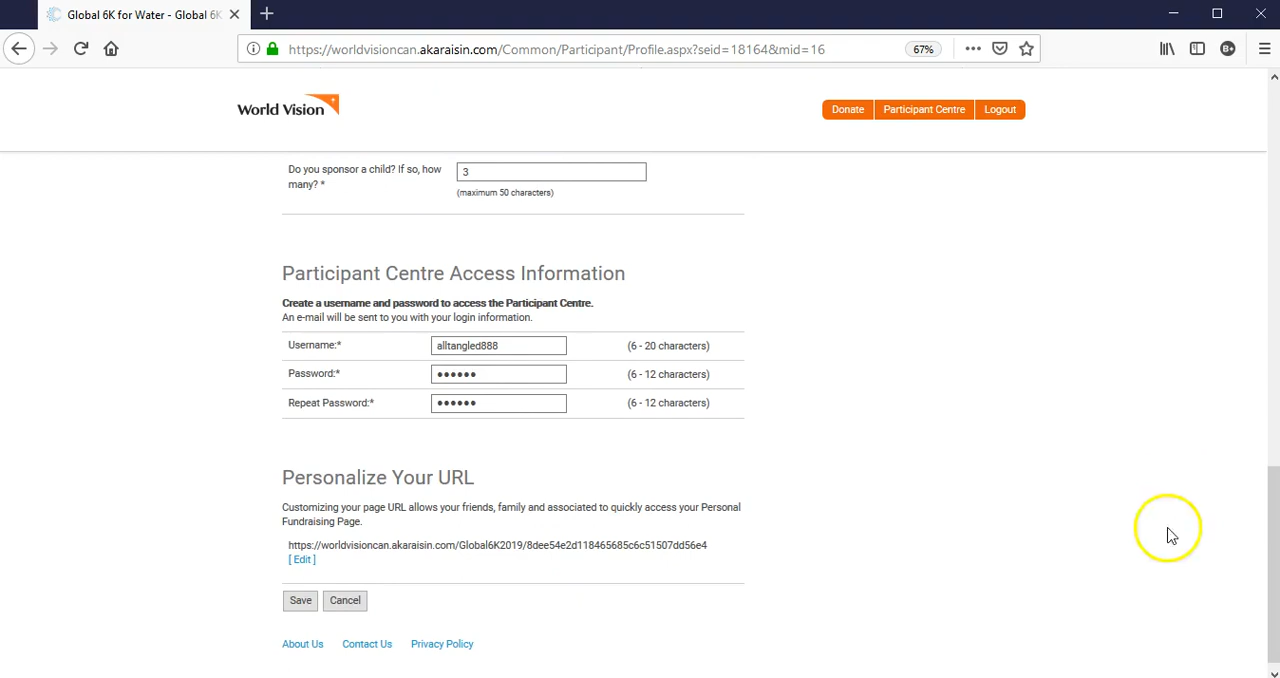 Global 6K for Water - Global 6K
https://worldvisioncan.akaraisin.com/Common/Participant/Profile.aspx?seid=18164&mid=16
67%
World Vision
Donate
Participant Centre
Logout
Do you sponsor a child? If so, how
many? *
3
(maximum 50 characters)
Participant Centre Access Information
Create a username and password to access the Participant Centre.
An e-mail will be sent to you with your login information.
Username:* alltangled888 (6 - 20 characters)
Password:* •••••• (6 - 12 characters)
Repeat Password:* •••••• (6 - 12 characters)
Personalize Your URL
Customizing your page URL allows your friends, family and associated to quickly access your Personal
Fundraising Page.
https://worldvisioncan.akaraisin.com/Global6K2019/8dee54e2d118465685c6c51507dd56e4
[ Edit ]
Save Cancel
About Us Contact Us Privacy Policy